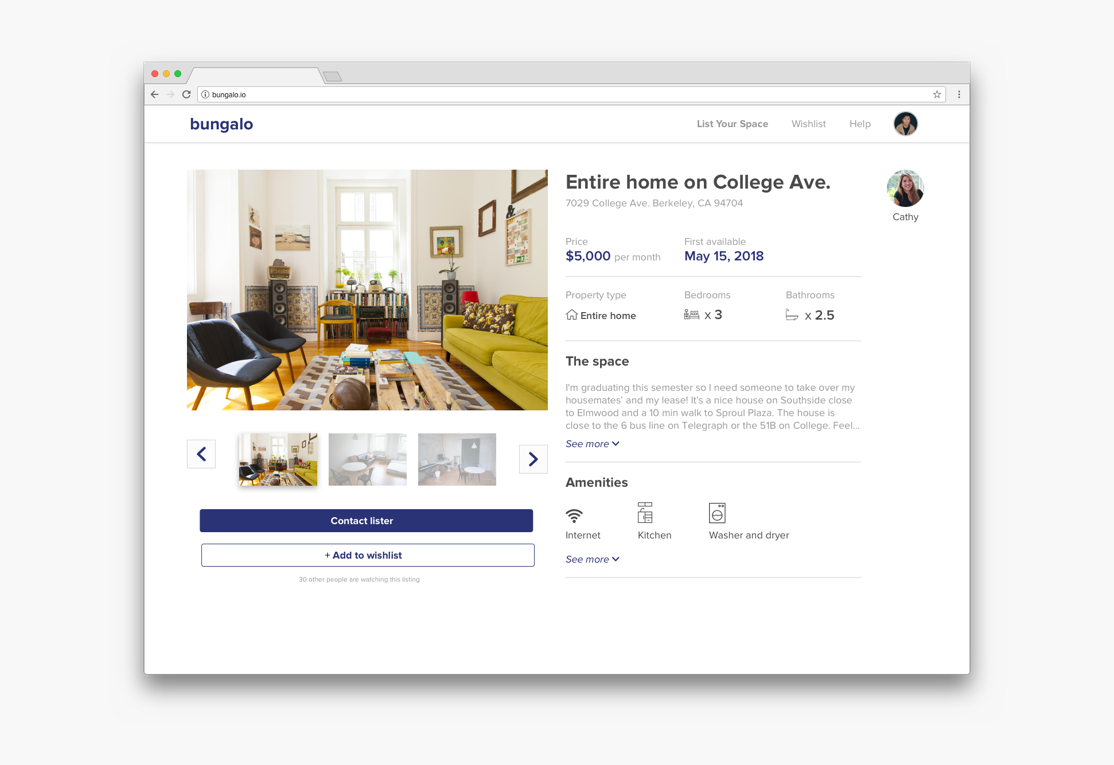 bungalo.io
bungalo
List Your Space Wishlist Help
Entire home on College Ave.
7029 College Ave. Berkeley, CA 94704
Cathy
Price First available
$5,000 per month May 15, 2018
Property type Bedrooms Bathrooms
Entire home x 3 x 2.5
The space
I'm graduating this semester so I need someone to take over my
housemates' and my lease! It's a nice house on Southside close
to Elmwood and a 10 min walk to Sproul Plaza. The house is
close to the 6 bus line on Telegraph or the 51B on College. Feel...
See more
Amenities
Internet Kitchen Washer and dryer
See more
Contact lister
+ Add to wishlist
30 other people are watching this listing